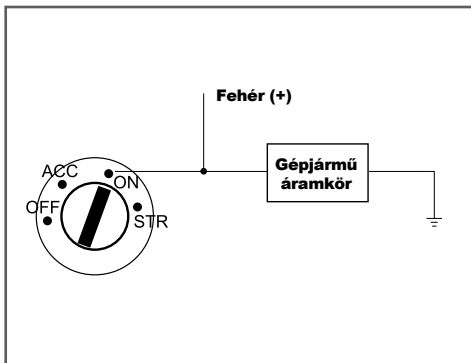 Fehér (+)
Gépjármű
áramkör
ACC
ON
OFF
STR